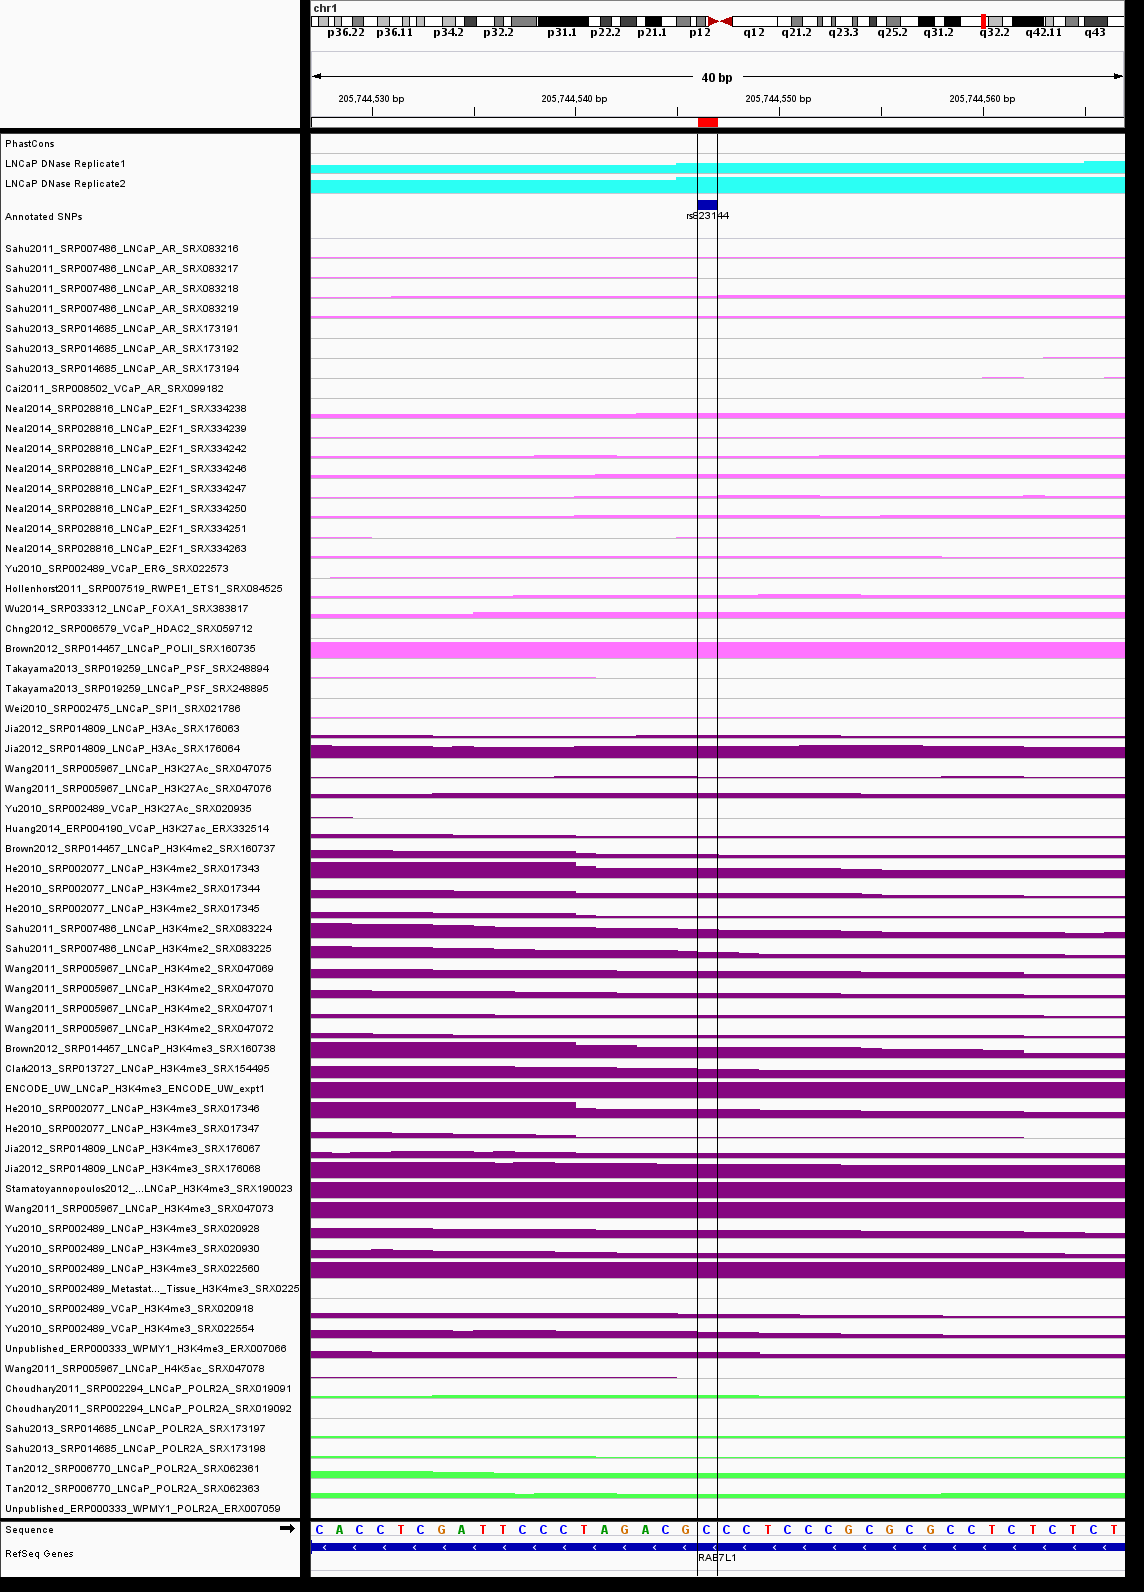 chr1
p36.22 p36.11 p34.2 p32.2 p31.1 p22.2 p21.1 p12 q12 q21.2 q23.3 q25.2 q31.2 q32.2 q42.11 q43
40 bp
205,744,530 bp 205,744,540 bp 205,744,550 bp 205,744,560 bp
PhastCons
LNCaP DNase Replicate1
LNCaP DNase Replicate2
Annotated SNPs rs823144
Sahu2011_SRP007486_LNCaP_AR_SRX083216
Sahu2011_SRP007486_LNCaP_AR_SRX083217
Sahu2011_SRP007486_LNCaP_AR_SRX083218
Sahu2011_SRP007486_LNCaP_AR_SRX083219
Sahu2013_SRP014685_LNCaP_AR_SRX173191
Sahu2013_SRP014685_LNCaP_AR_SRX173192
Sahu2013_SRP014685_LNCaP_AR_SRX173194
Cai2011_SRP008502_VCaP_AR_SRX099182
Neal2014_SRP028816_LNCaP_E2F1_SRX334238
Neal2014_SRP028816_LNCaP_E2F1_SRX334239
Neal2014_SRP028816_LNCaP_E2F1_SRX334242
Neal2014_SRP028816_LNCaP_E2F1_SRX334246
Neal2014_SRP028816_LNCaP_E2F1_SRX334247
Neal2014_SRP028816_LNCaP_E2F1_SRX334250
Neal2014_SRP028816_LNCaP_E2F1_SRX334251
Neal2014_SRP028816_LNCaP_E2F1_SRX334263
Yu2010_SRP002489_VCaP_ERG_SRX022573
Hollenhorst2011_SRP007519_RWPE1_ETS1_SRX084525
Wu2014_SRP033312_LNCaP_FOXA1_SRX383817
Chng2012_SRP006579_VCaP_HDAC2_SRX059712
Brown2012_SRP014457_LNCaP_POLII_SRX160735
Takayama2013_SRP019259_LNCaP_PSF_SRX248894
Takayama2013_SRP019259_LNCaP_PSF_SRX248895
Wei2010_SRP002475_LNCaP_SPI1_SRX021786
Jia2012_SRP014809_LNCaP_H3Ac_SRX176063
Jia2012_SRP014809_LNCaP_H3Ac_SRX176064
Wang2011_SRP005967_LNCaP_H3K27Ac_SRX047075
Wang2011_SRP005967_LNCaP_H3K27Ac_SRX047076
Yu2010_SRP002489_VCaP_H3K27Ac_SRX020935
Huang2014_ERP004190_VCaP_H3K27ac_ERX332514
Brown2012_SRP014457_LNCaP_H3K4me2_SRX160737
He2010_SRP002077_LNCaP_H3K4me2_SRX017343
He2010_SRP002077_LNCaP_H3K4me2_SRX017344
He2010_SRP002077_LNCaP_H3K4me2_SRX017345
Sahu2011_SRP007486_LNCaP_H3K4me2_SRX083224
Sahu2011_SRP007486_LNCaP_H3K4me2_SRX083225
Wang2011_SRP005967_LNCaP_H3K4me2_SRX047069
Wang2011_SRP005967_LNCaP_H3K4me2_SRX047070
Wang2011_SRP005967_LNCaP_H3K4me2_SRX047071
Wang2011_SRP005967_LNCaP_H3K4me2_SRX047072
Brown2012_SRP014457_LNCaP_H3K4me3_SRX160738
Clark2013_SRP013727_LNCaP_H3K4me3_SRX154495
ENCODE_UW_LNCaP_H3K4me3_ENCODE_UW_expt1
He2010_SRP002077_LNCaP_H3K4me3_SRX017346
He2010_SRP002077_LNCaP_H3K4me3_SRX017347
Jia2012_SRP014809_LNCaP_H3K4me3_SRX176067
Jia2012_SRP014809_LNCaP_H3K4me3_SRX176068
Stamatoyannopoulos2012_..._LNCaP_H3K4me3_SRX190023
Wang2011_SRP005967_LNCaP_H3K4me3_SRX047073
Yu2010_SRP002489_LNCaP_H3K4me3_SRX020928
Yu2010_SRP002489_LNCaP_H3K4me3_SRX020930
Yu2010_SRP002489_LNCaP_H3K4me3_SRX022560
Yu2010_SRP002489_Metastat..._Tissue_H3K4me3_SRX0225
Yu2010_SRP002489_VCaP_H3K4me3_SRX020918
Yu2010_SRP002489_VCaP_H3K4me3_SRX022554
Unpublished_ERP000333_WPMY1_H3K4me3_ERX007066
Wang2011_SRP005967_LNCaP_H4K5ac_SRX047078
Choudhary2011_SRP002294_LNCaP_POLR2A_SRX019091
Choudhary2011_SRP002294_LNCaP_POLR2A_SRX019092
Sahu2013_SRP014685_LNCaP_POLR2A_SRX173197
Sahu2013_SRP014685_LNCaP_POLR2A_SRX173198
Tan2012_SRP006770_LNCaP_POLR2A_SRX062361
Tan2012_SRP006770_LNCaP_POLR2A_SRX062363
Unpublished_ERP000333_WPMY1_POLR2A_ERX007059
Sequence C A C C T C G A T T C C C T A G A C G C C C T C C C G C G C G C C T C T C T C T
RefSeq Genes RAB7L1